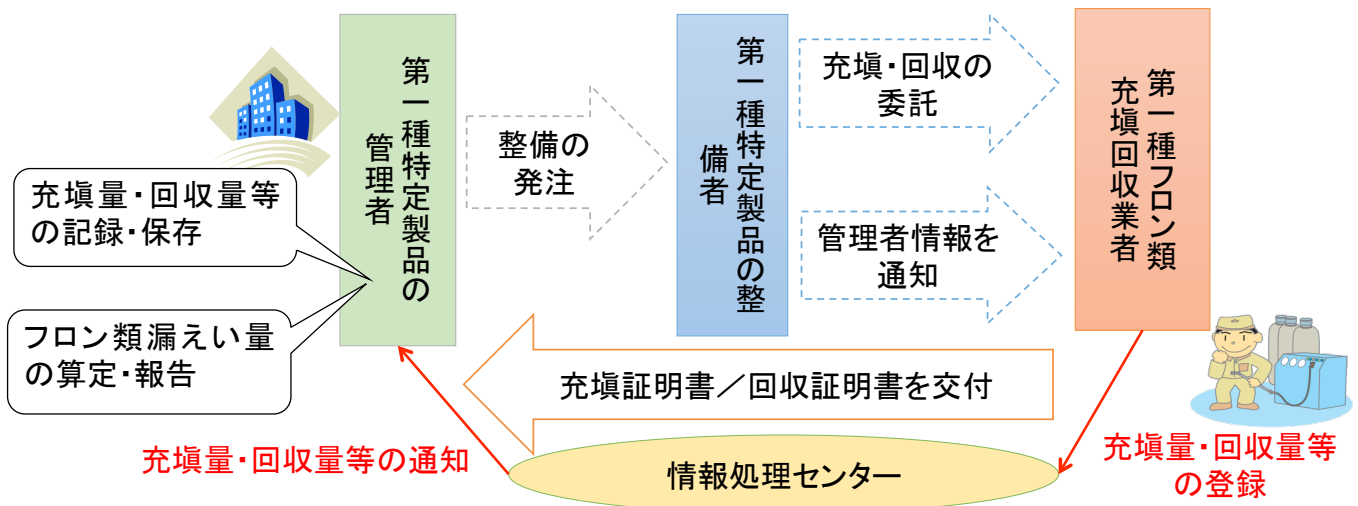 第一種特定製品の
管理者
充塡量・回収量等
の記録・保存
フロン類漏えい量
の算定・報告
整備の
発注
第一種特定製品の整
備者
充塡・回収の
委託
管理者情報を
通知
第一種フロン類
充塡回収業者
充塡証明書／回収証明書を交付
充塡量・回収量等の通知
情報処理センター
充塡量・回収量等
の登録